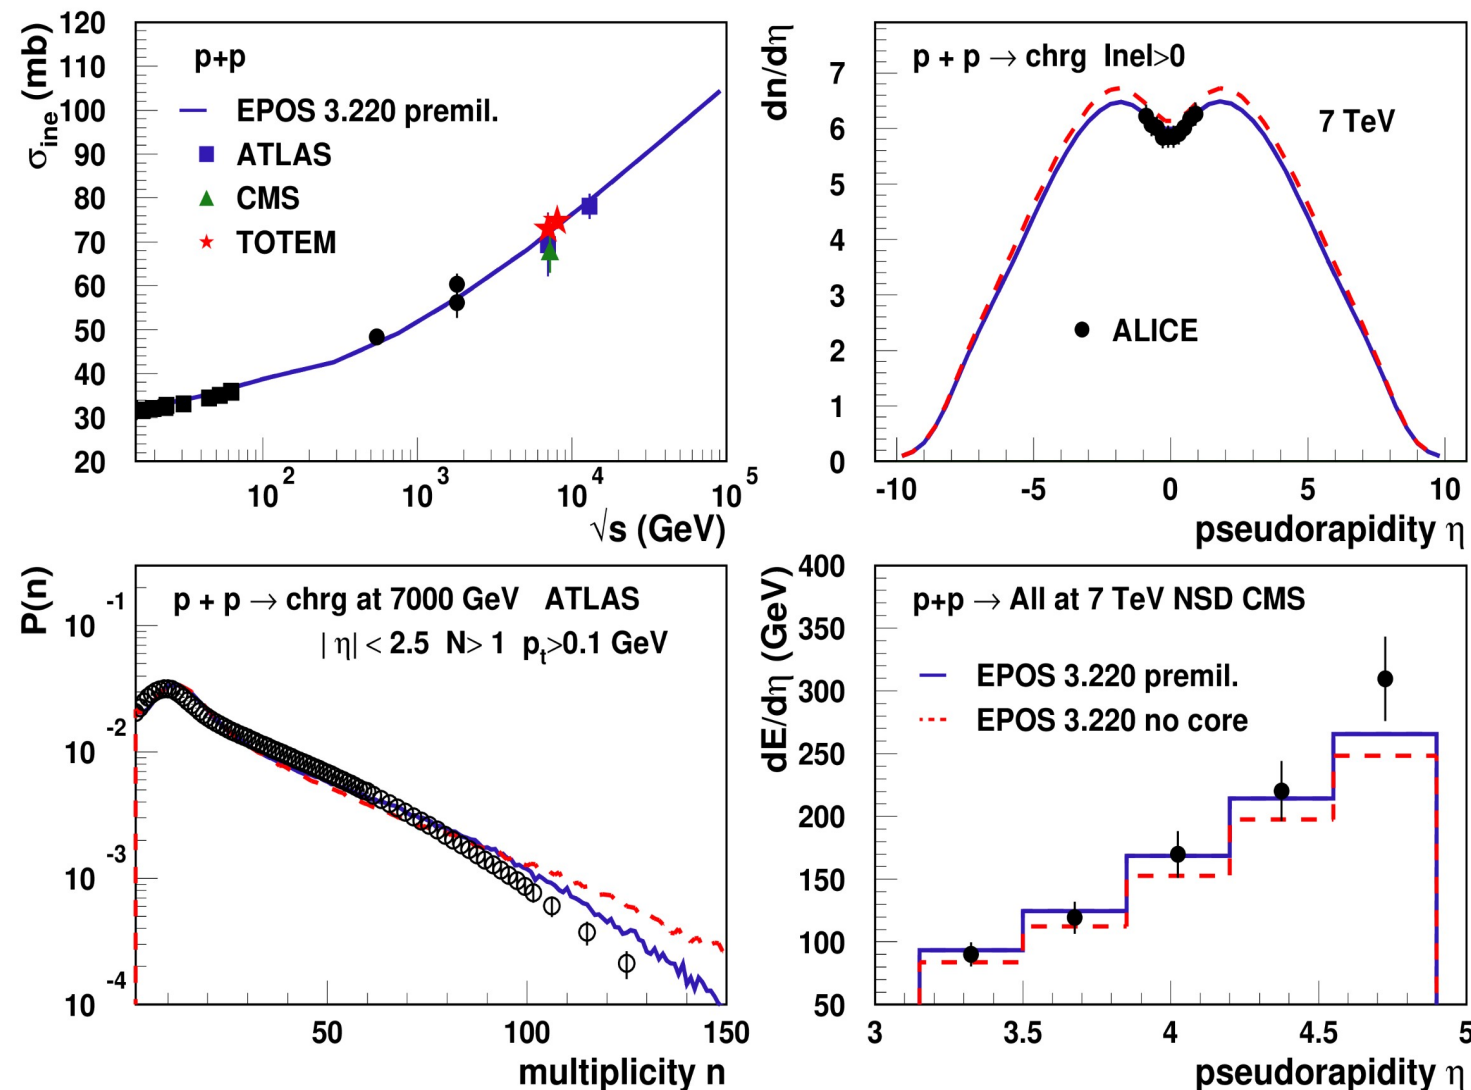 σine (mb)
120
110
100
90
80
70
60
50
40
30
20
p+p
EPOS 3.220 premil.
ATLAS
CMS
TOTEM
10 2
10 3
10 4
10 5
√s (GeV)
dn/dη
7
6
5
4
3
2
1
0
p + p → chrg Inel>0
7 TeV
ALICE
-10
-5
0
5
10
pseudorapidity η
P(n)
10 -1
10 -2
10 -3
10 -4
p + p → chrg at 7000 GeV ATLAS
| η| < 2.5 N> 1 pt>0.1 GeV
50
100
150
multiplicity n
dE/dη (GeV)
400
350
300
250
200
150
100
50
p+p → All at 7 TeV NSD CMS
EPOS 3.220 premil.
EPOS 3.220 no core
3
3.5
4
4.5
5
pseudorapidity η